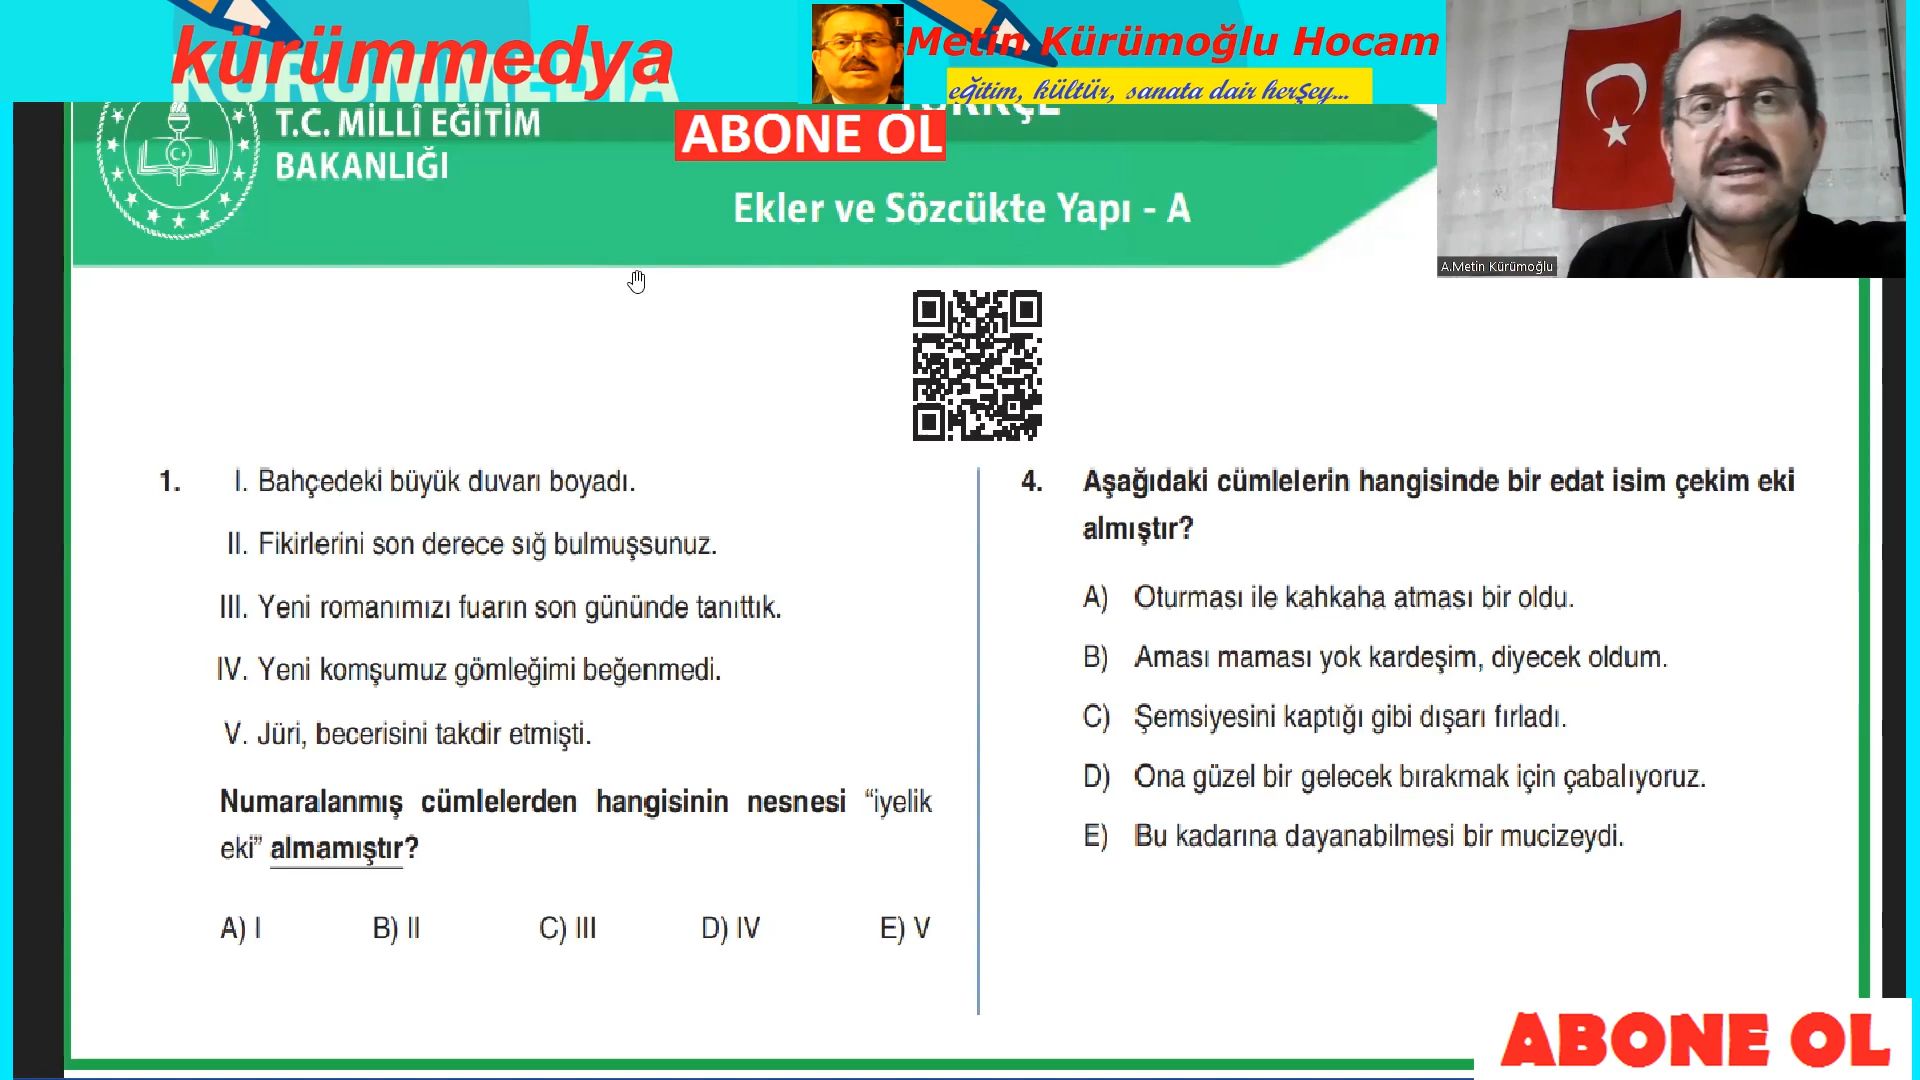 kürümmedya
Metin Kürümoğlu Hocam
eğitim, kültür, sanata dair herşey...
T.C. MİLLÎ EĞİTİM
BAKANLIĞI
ABONE OL
Ekler ve Sözcükte Yapı - A
A.Metin Kürümoğlu
1. I. Bahçedeki büyük duvarı boyadı.
II. Fikirlerini son derece sığ bulmuşsunuz.
III. Yeni romanımızı fuarın son gününde tanıttık.
IV. Yeni komşumuz gömleğimi beğenmedi.
V. Jüri, becerisini takdir etmişti.
Numaralanmış cümlelerden hangisinin nesnesi “iyelik
eki” almamıştır?
A) I B) II C) III D) IV E) V
4. Aşağıdaki cümlelerin hangisinde bir edat isim çekim eki
almıştır?
A) Oturması ile kahkaha atması bir oldu.
B) Aması maması yok kardeşim, diyecek oldum.
C) Şemsiyesini kaptığı gibi dışarı fırladı.
D) Ona güzel bir gelecek bırakmak için çabalıyoruz.
E) Bu kadarına dayanabilmesi bir mucizeydi.
ABONE OL